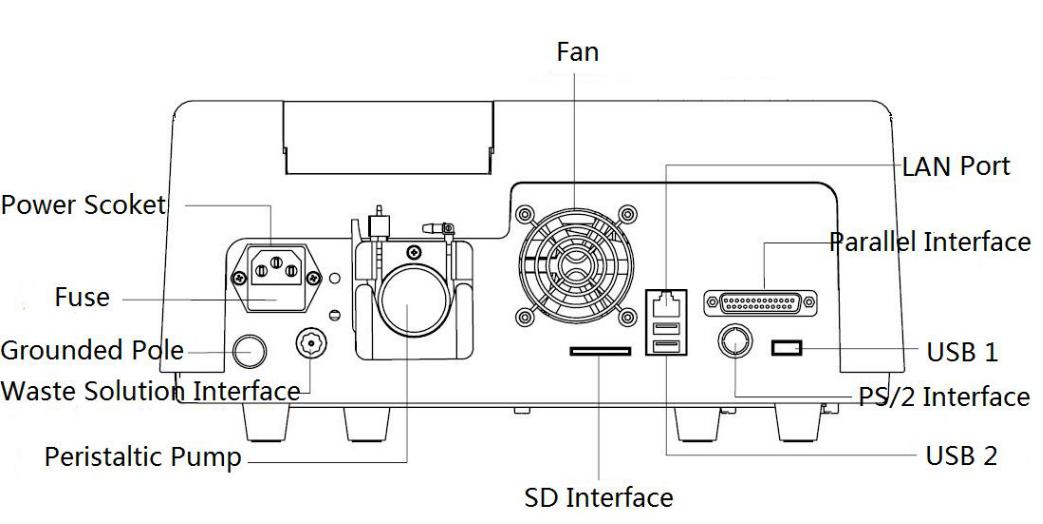 Fan
LAN Port
Power Scoket
Parallel Interface
Fuse
Grounded Pole
USB 1
Waste Solution Interface
PS/2 Interface
Peristaltic Pump
USB 2
SD Interface